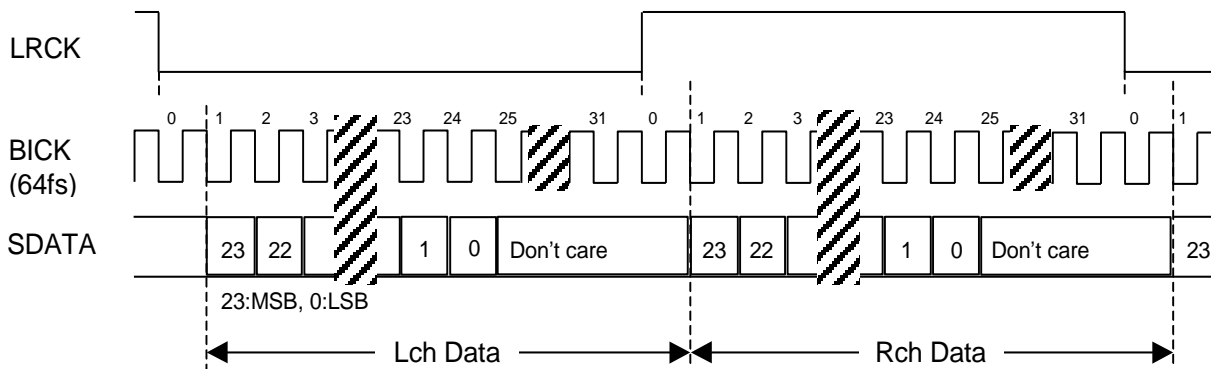 LRCK
0 1 2 3 23 24 25 31 0 1 2 3 23 24 25 31 0 1
BICK
(64fs)
SDATA 23 22 1 0 Don't care 23 22 1 0 Don't care 23
23:MSB, 0:LSB
Lch Data Rch Data